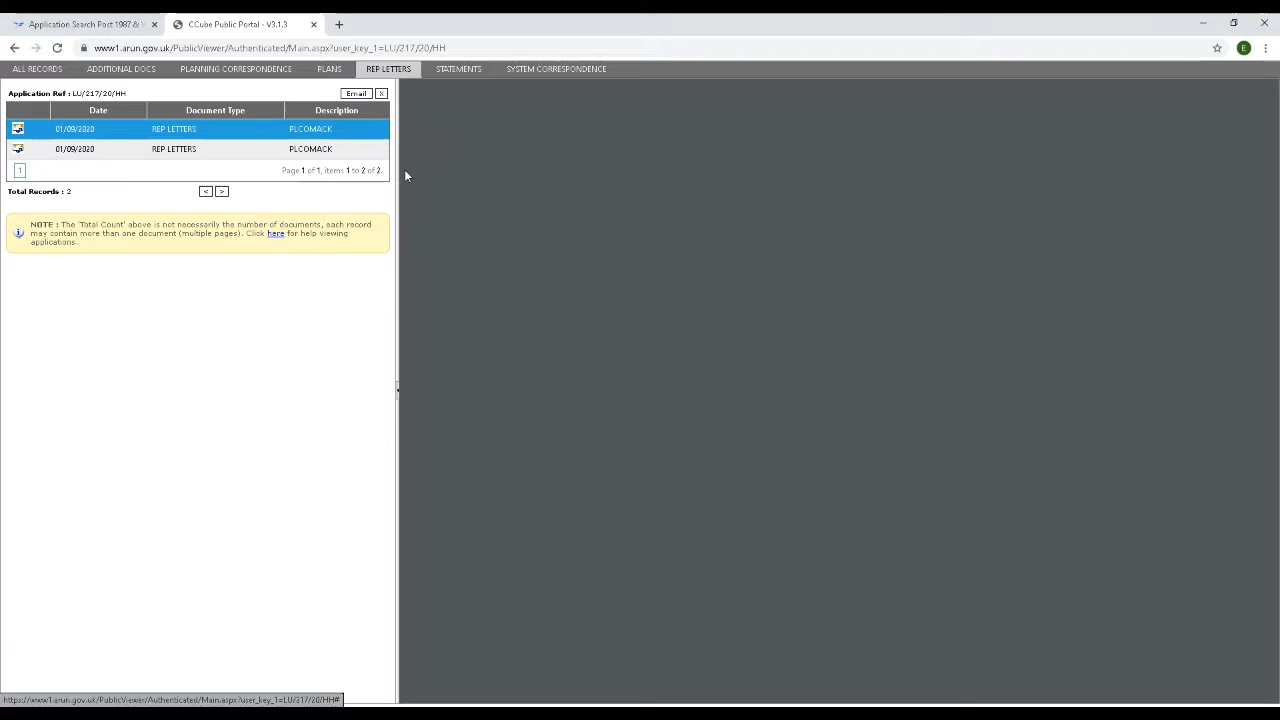 Application Search Post 1987 & W
CCube Public Portal - V3.1.3
www1.arun.gov.uk/PublicViewer/Authenticated/Main.aspx?user_key_1=LU/217/20/HH
E
ALL RECORDS ADDITIONAL DOCS PLANNING CORRESPONDENCE PLANS REP LETTERS STATEMENTS SYSTEM CORRESPONDENCE
Application Ref : LU/217/20/HH Email X
Date Document Type Description
01/09/2020 REP LETTERS PLCOMACK
01/09/2020 REP LETTERS PLCOMACK
1 Page 1 of 1, items 1 to 2 of 2.
Total Records : 2 < >
NOTE : The 'Total Count' above is not necessarily the number of documents, each record
may contain more than one document (multiple pages). Click here for help viewing
applications.
https://www1.arun.gov.uk/PublicViewer/Authenticated/Main.aspx?user_key_1=LU/217/20/HH#